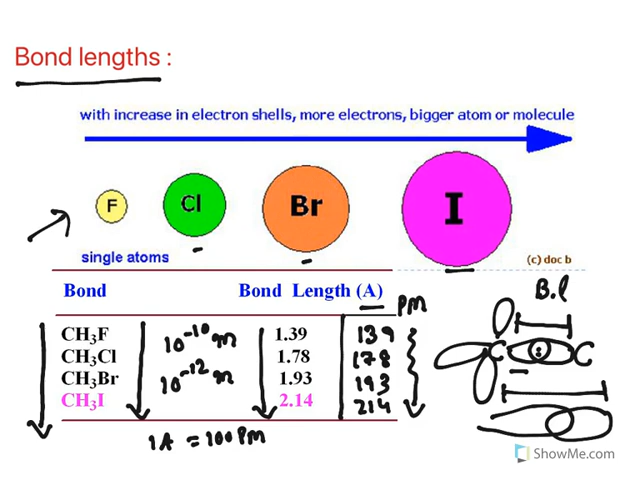 Bond lengths :
with increase in electron shells, more electrons, bigger atom or molecule
F Cl Br I
single atoms (c) doc b
Bond Bond Length (A) PM B.l
CH₃F 10⁻¹⁰ m 1.39 139
CH₃Cl 1.78 178 C C
CH₃Br 10⁻¹² m 1.93 193
CH₃I 2.14 214
1A = 100 PM
ShowMe.com